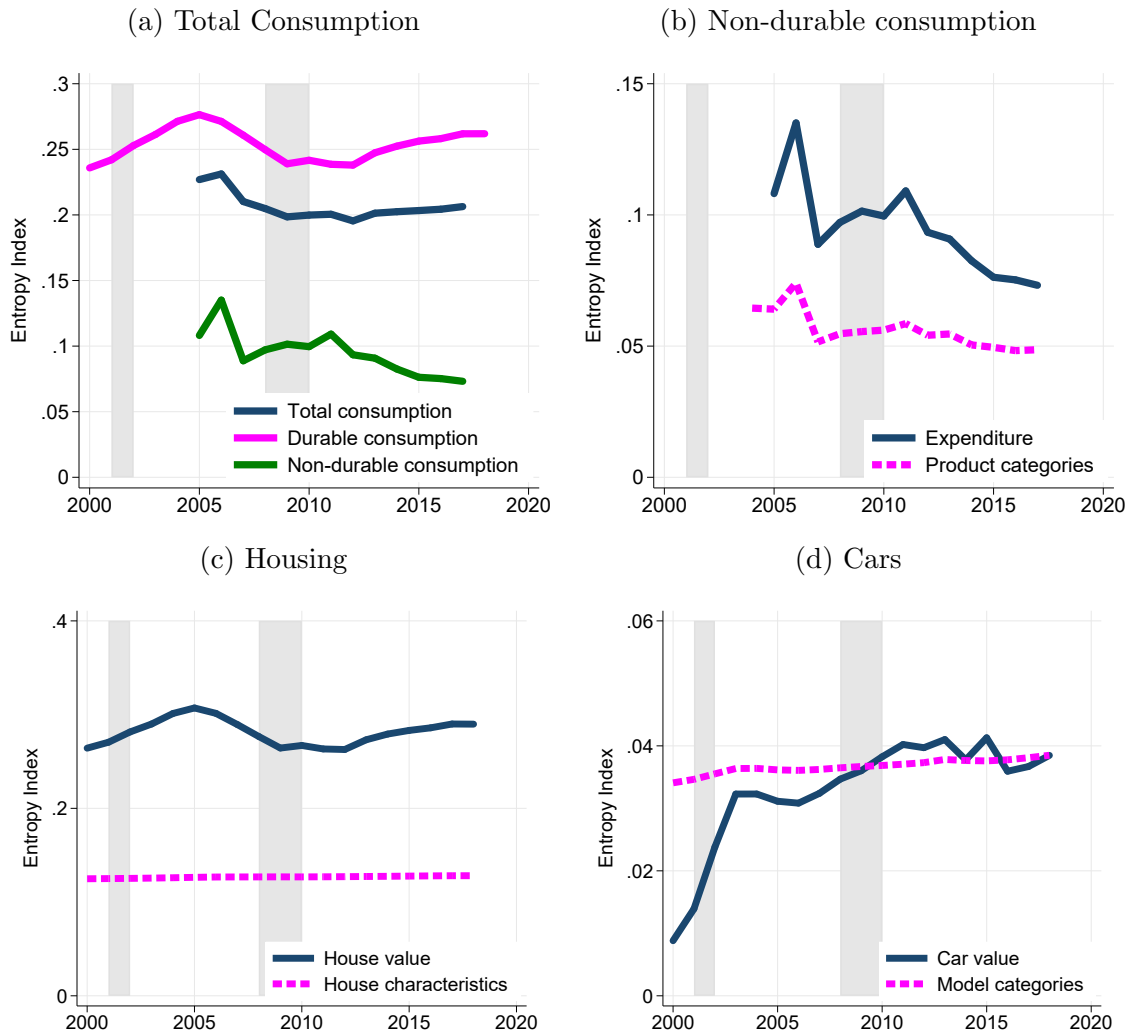 (a) Total Consumption
.3
.25
.2
.15
.1
.05
0
Entropy Index
2000 2005 2010 2015 2020
Total consumption
Durable consumption
Non-durable consumption
(b) Non-durable consumption
.15
.1
.05
0
Entropy Index
2000 2005 2010 2015 2020
Expenditure
Product categories
(c) Housing
.4
.2
0
Entropy Index
2000 2005 2010 2015 2020
House value
House characteristics
(d) Cars
.06
.04
.02
0
Entropy Index
2000 2005 2010 2015 2020
Car value
Model categories